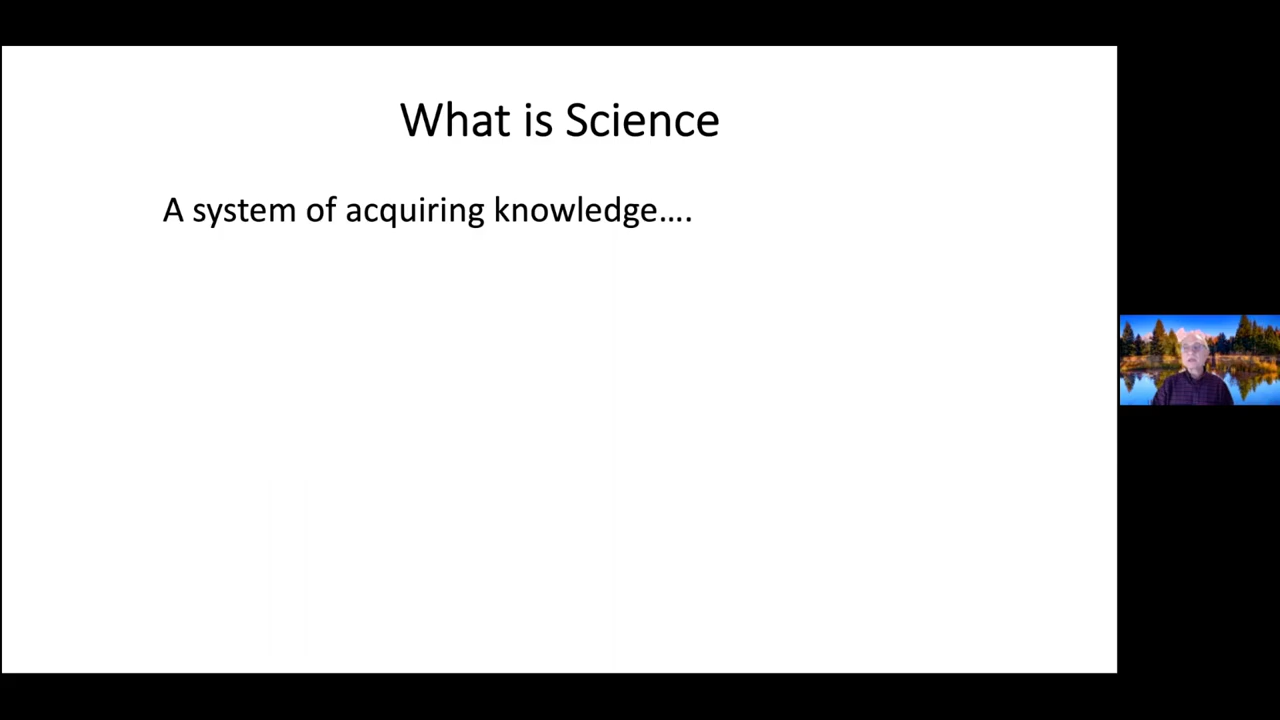 What is Science
A system of acquiring knowledge….